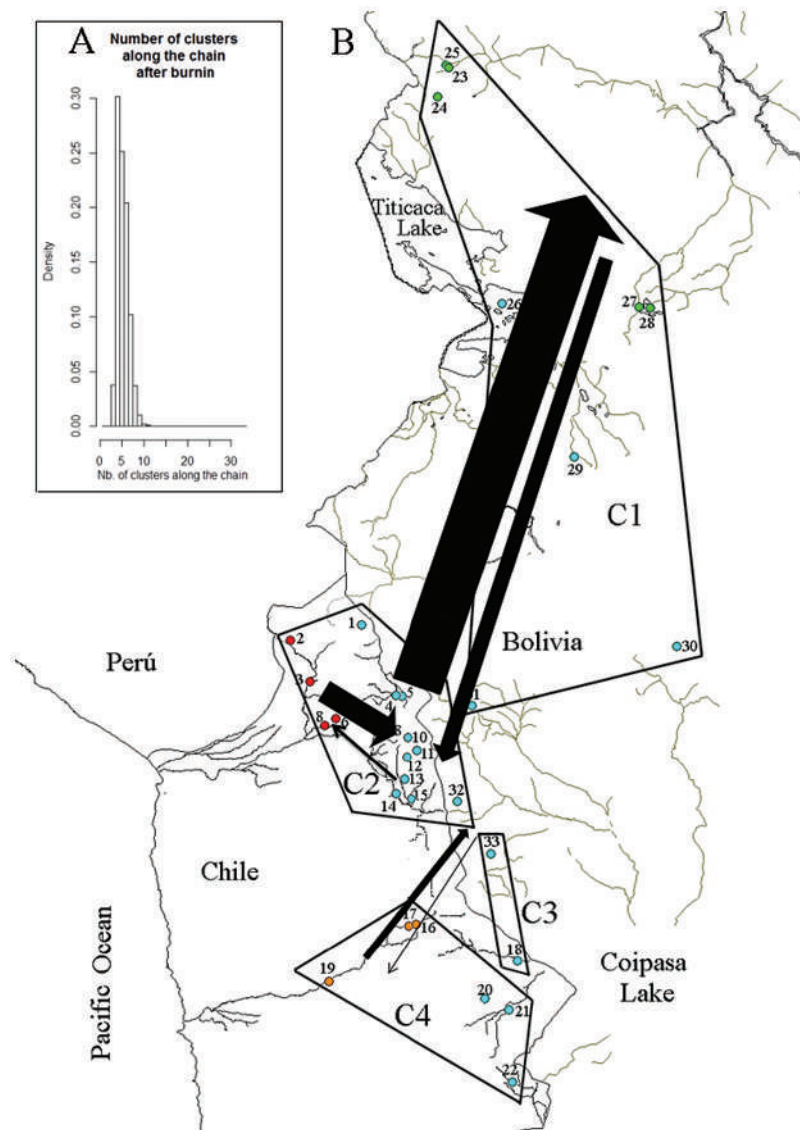 A
Number of clusters
along the chain
after burnin
0.30
0.25
0.20
0.15
0.10
0.05
0.00
Density
0 5 10 20 30
Nb. of clusters along the chain
B
25
23
24
Titicaca
Lake
26
27
28
29
C1
Bolivia
30
1
2
3
4
5
Perú
8
6
8
10
11
12
13
14
15
32
1
C2
Chile
33
C3
17
16
18
19
20
21
22
C4
Coipasa
Lake
Pacific Ocean